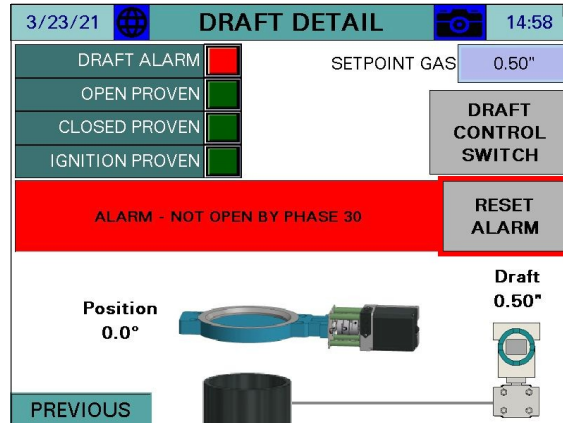 3/23/21 DRAFT DETAIL 14:58
DRAFT ALARM
SETPOINT GAS 0.50"
OPEN PROVEN
CLOSED PROVEN
IGNITION PROVEN
DRAFT
CONTROL
SWITCH
ALARM - NOT OPEN BY PHASE 30
RESET
ALARM
Position
0.0°
Draft
0.50"
PREVIOUS